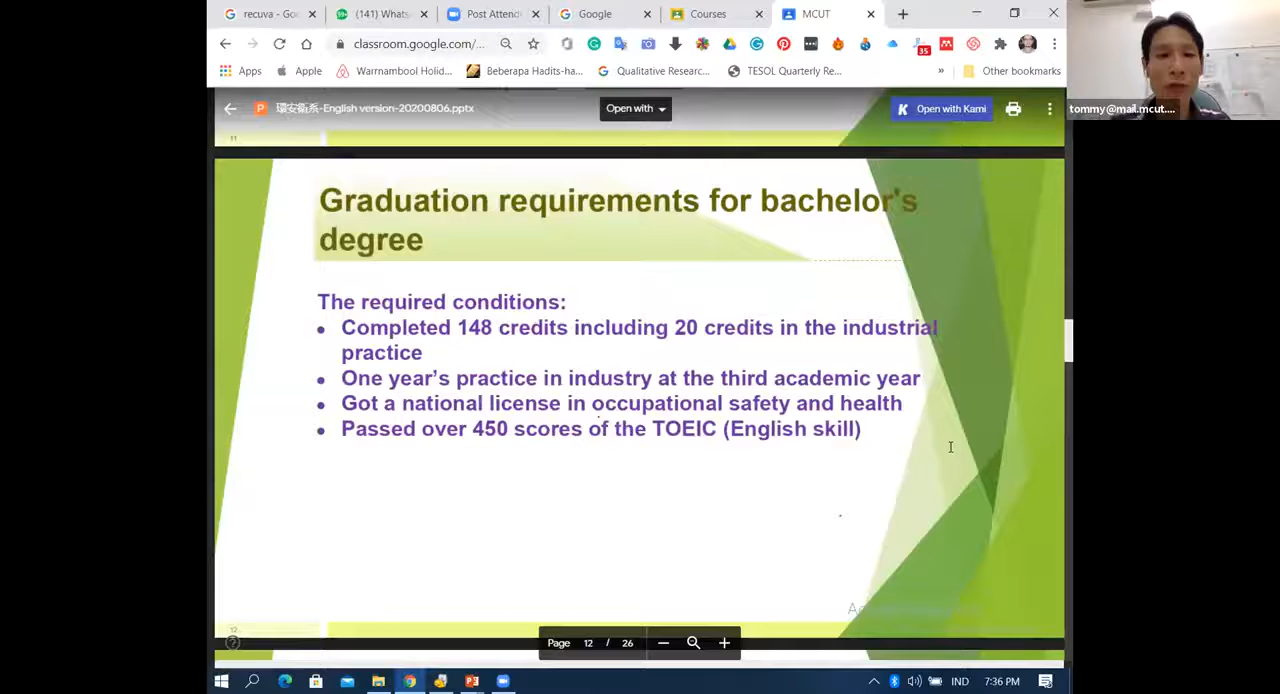 recuva - Goo
(141) Whats
Post Attend
Google
Courses
MCUT
classroom.google.com/...
35
Apps
Apple
Warrnambool Holid...
Beberapa Hadits-ha...
Qualitative Researc...
TESOL Quarterly Re...
»
Other bookmarks
tommy@mail.mcut....
環安衛系-English version-20200806.pptx
Open with
Open with Kami
11
Graduation requirements for bachelor's
degree
The required conditions:
• Completed 148 credits including 20 credits in the industrial
practice
• One year’s practice in industry at the third academic year
• Got a national license in occupational safety and health
• Passed over 450 scores of the TOEIC (English skill)
12
Page 12 / 26
IND
7:36 PM